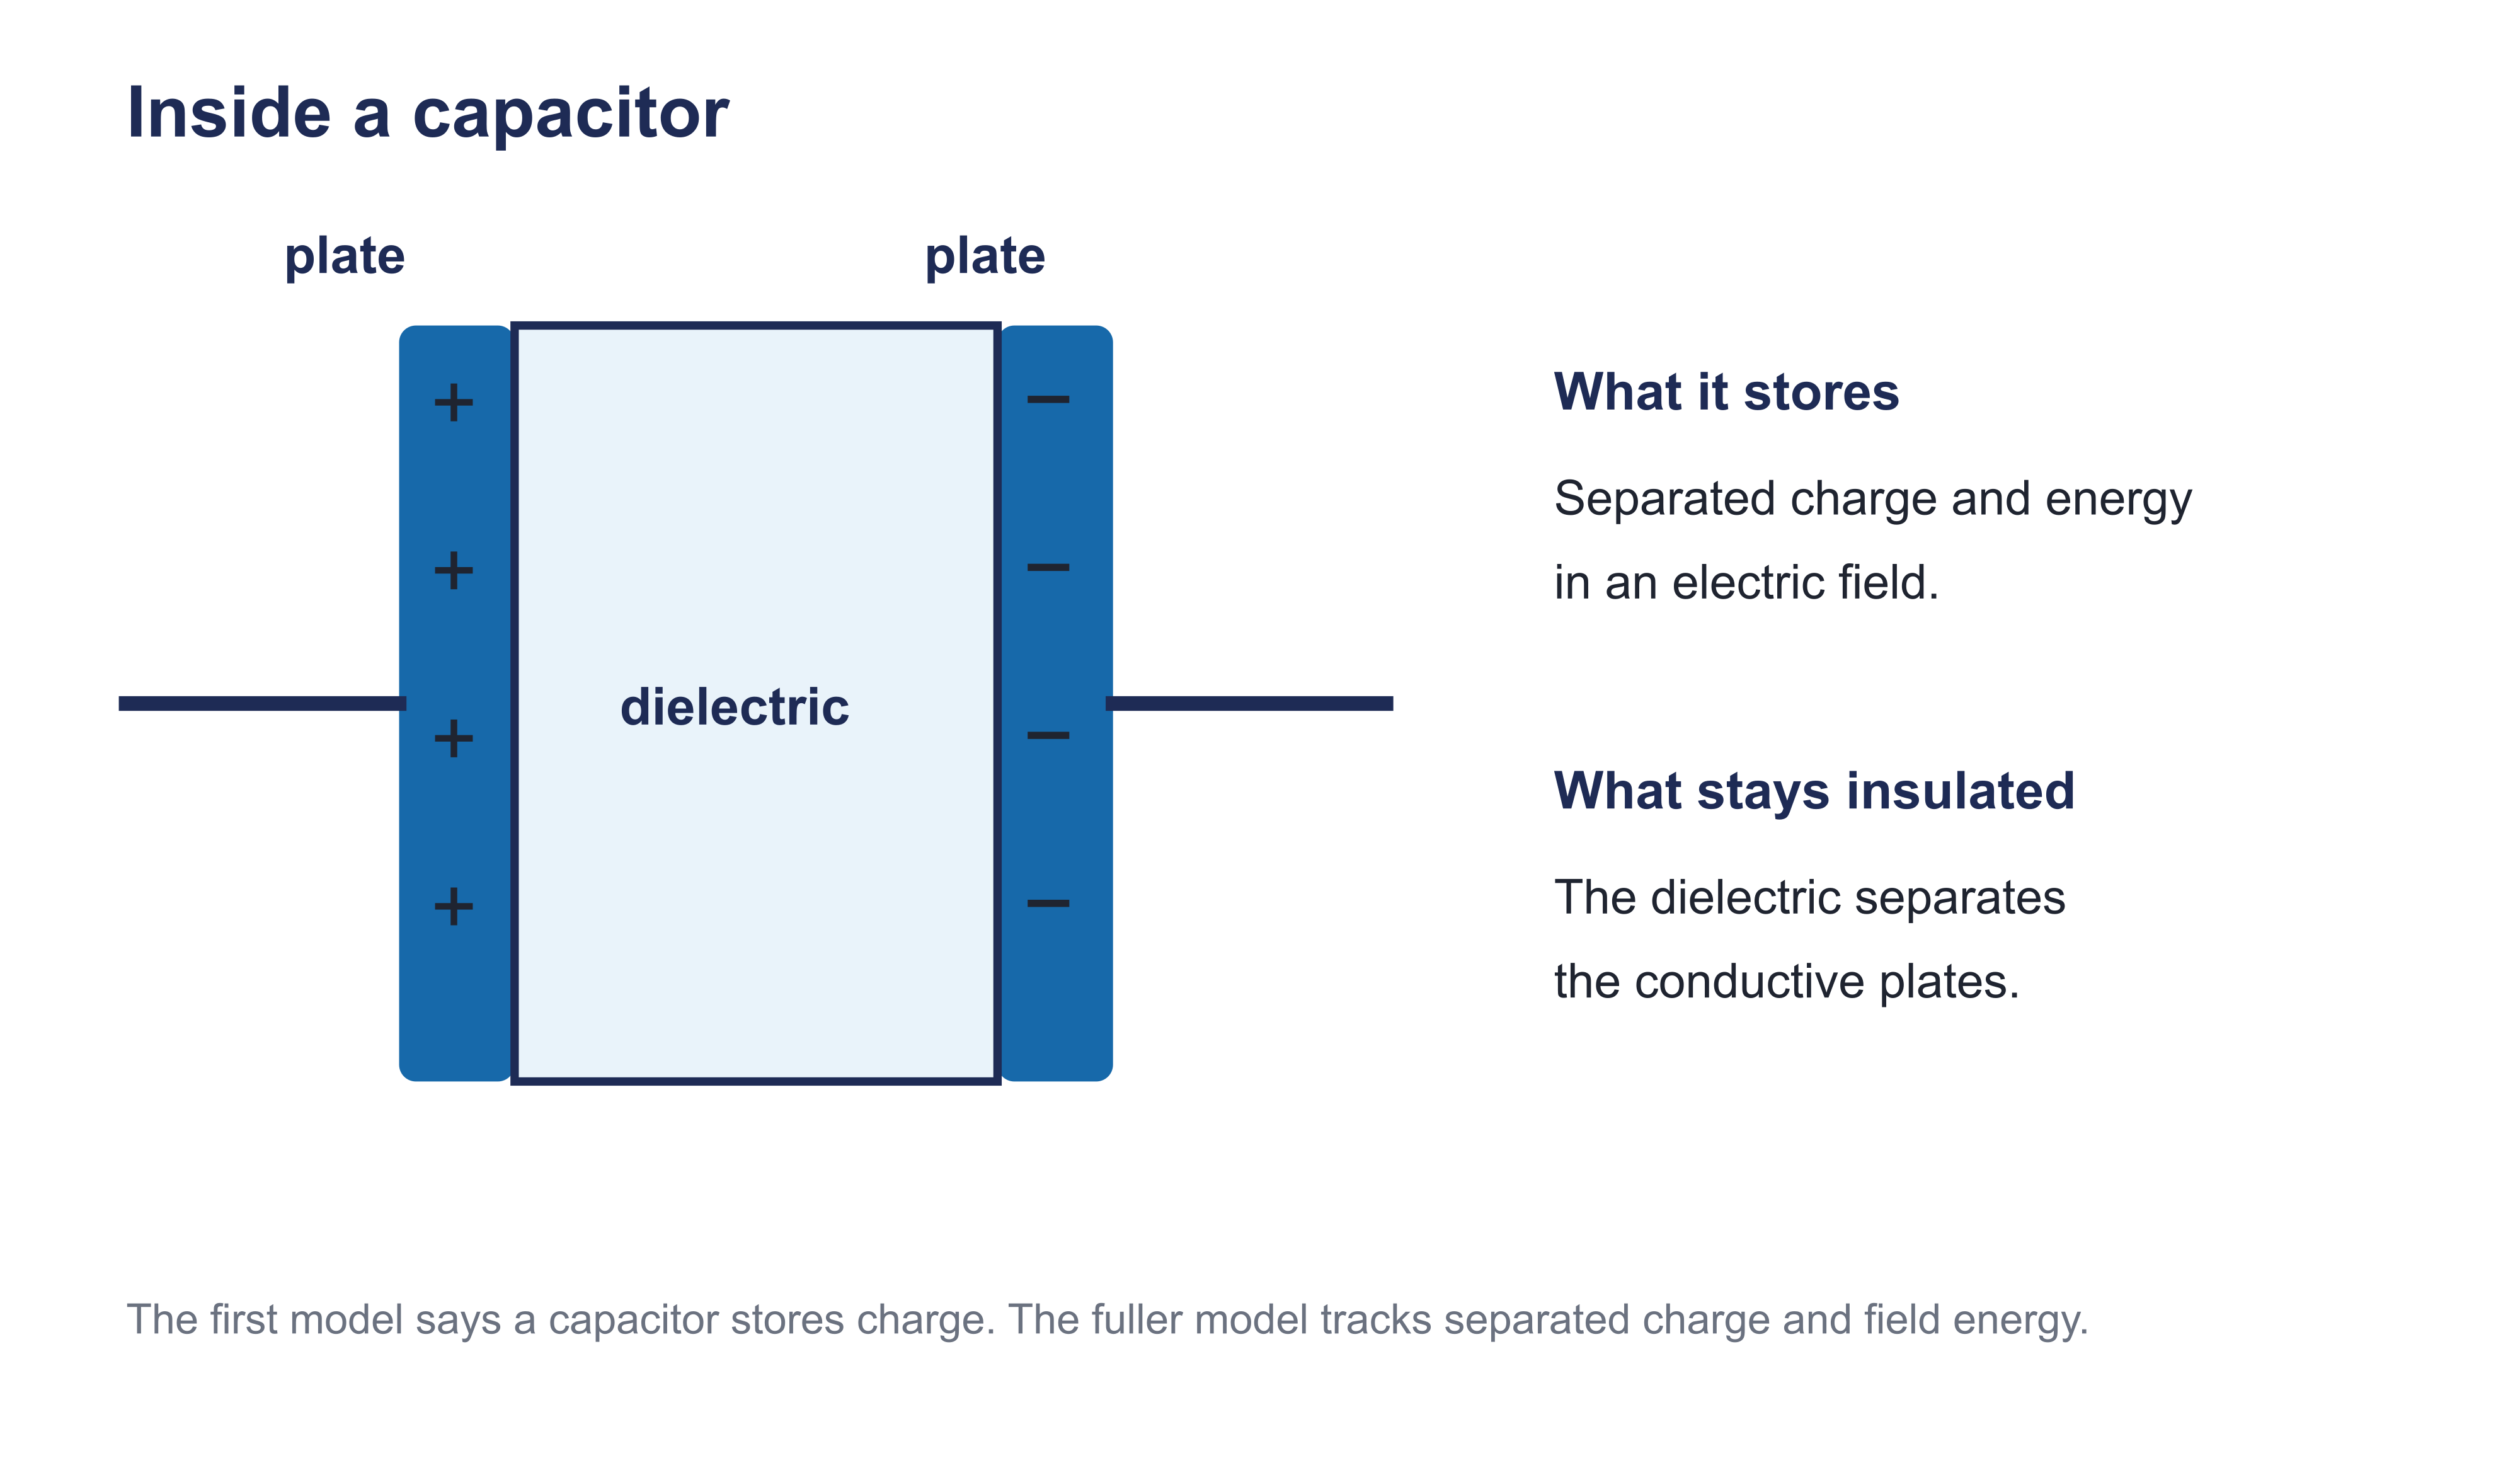 Inside a capacitor
plate
plate
+
+
+
+
−
−
−
−
dielectric
What it stores
Separated charge and energy
in an electric field.
What stays insulated
The dielectric separates
the conductive plates.
The first model says a capacitor stores charge. The fuller model tracks separated charge and field energy.